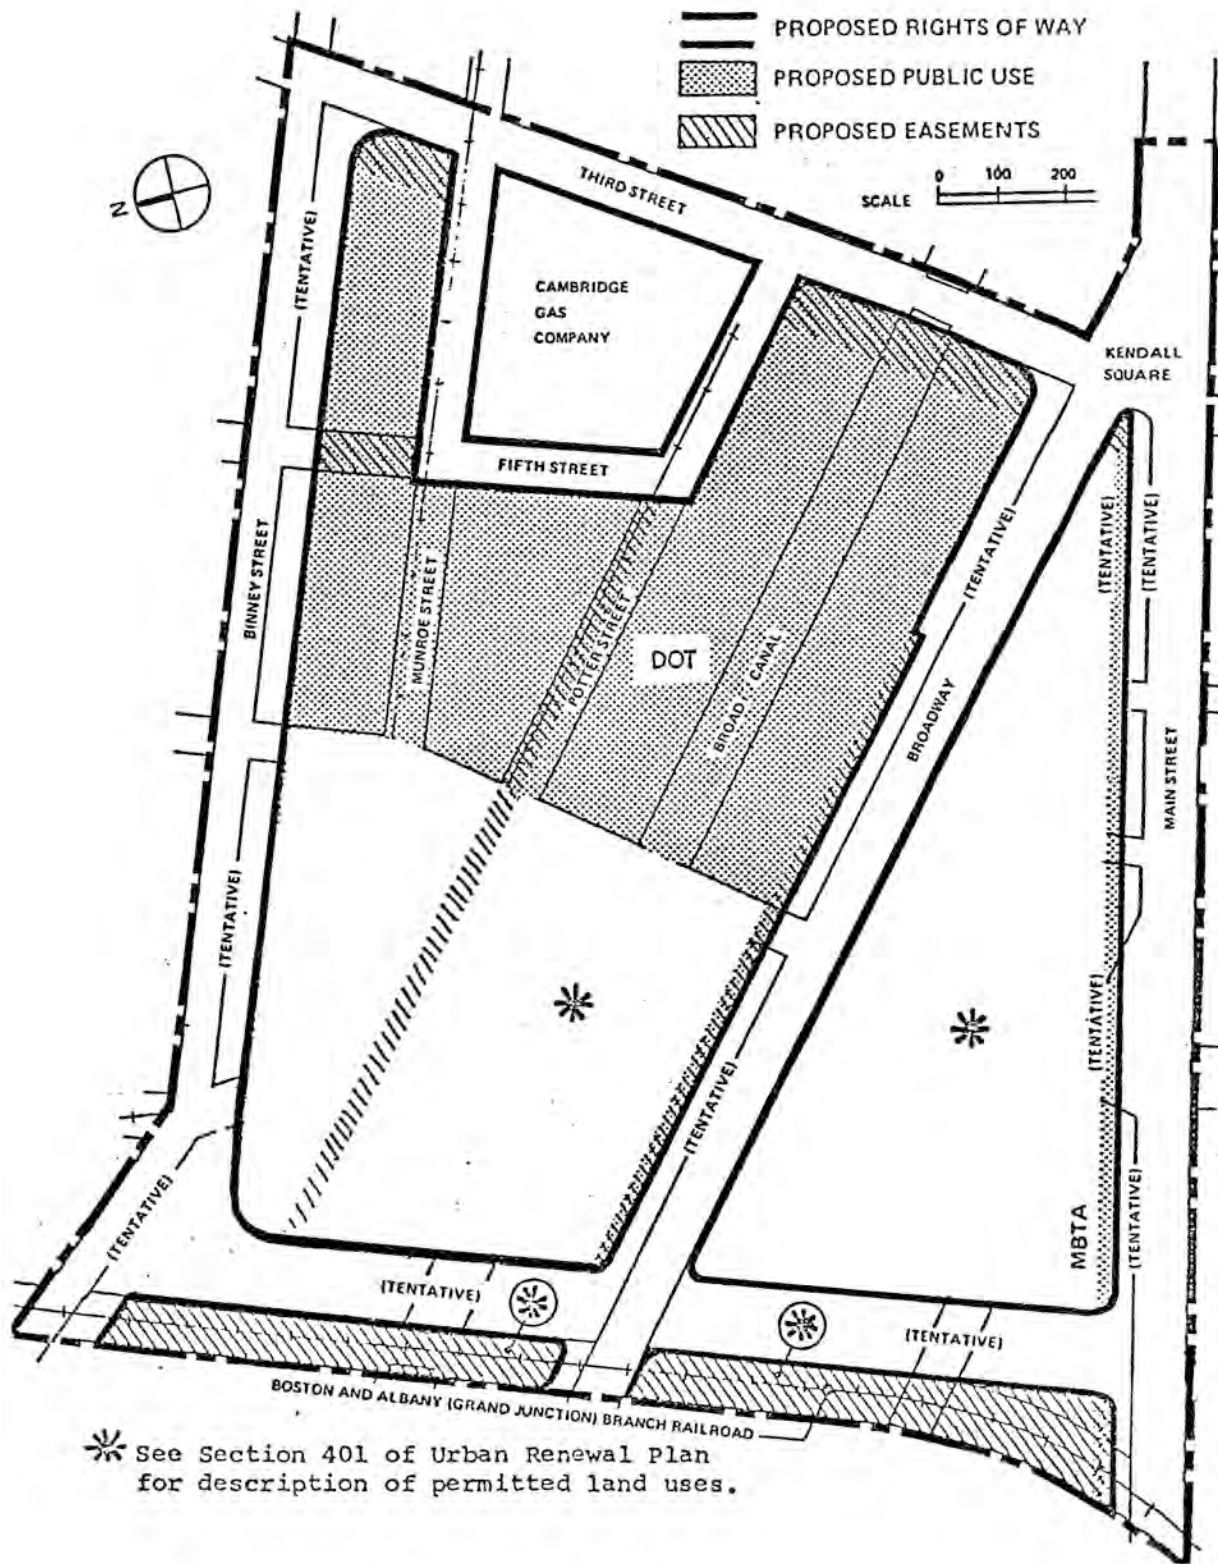 PROPOSED RIGHTS OF WAY
PROPOSED PUBLIC USE
PROPOSED EASEMENTS
SCALE 0 100 200
N
THIRD STREET
(TENTATIVE)
CAMBRIDGE
GAS
COMPANY
KENDALL
SQUARE
FIFTH STREET
(TENTATIVE)
(TENTATIVE)
(TENTATIVE)
BINNEY STREET
MUNROE STREET
POTTER STREET
DOT
BROAD CANAL
BROADWAY
MAIN STREET
(TENTATIVE)
(TENTATIVE)
(TENTATIVE)
(TENTATIVE)
(TENTATIVE)
MBTA
(TENTATIVE)
(TENTATIVE)
BOSTON AND ALBANY (GRAND JUNCTION) BRANCH RAILROAD
See Section 401 of Urban Renewal Plan
for description of permitted land uses.